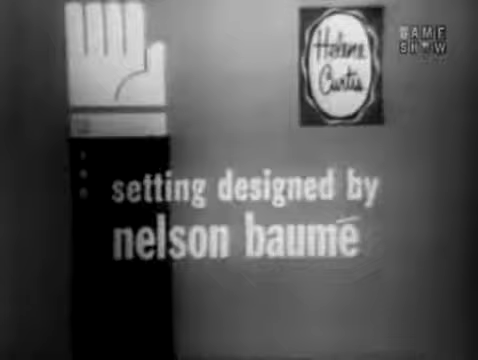 Helene
Curtis
GAME
SHOW
setting designed by
nelson baumé